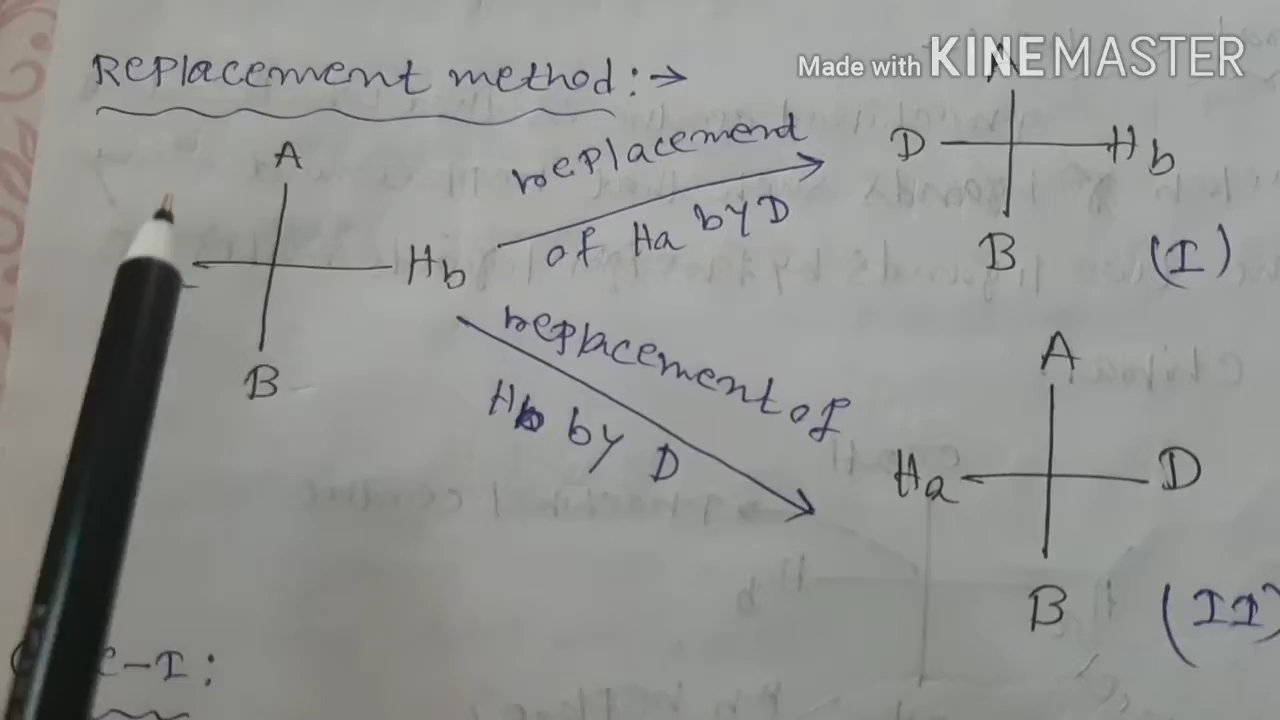 Made with KINEMASTER
Replacement method :→
A
Hb
B
replacement
of Ha by D
A
D
Hb
B
(I)
replacement of
Hb by D
A
Ha
D
B
(II)